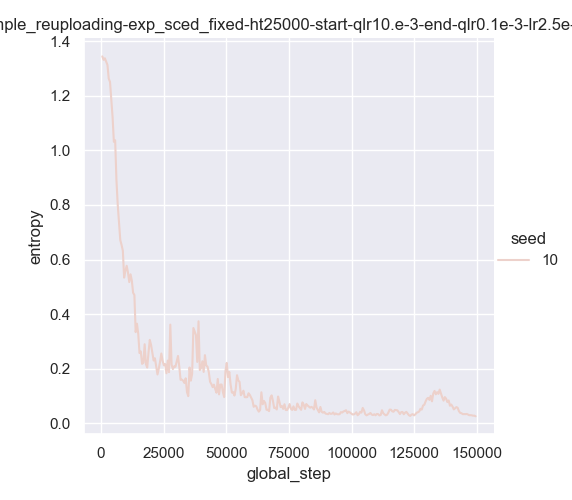 mple_reuploading-exp_sced_fixed-ht25000-start-qlr10.e-3-end-qlr0.1e-3-lr2.5e-
1.4
1.2
1.0
0.8
0.6
0.4
0.2
0.0
entropy
0 25000 50000 75000 100000 125000 150000
global_step
seed
10